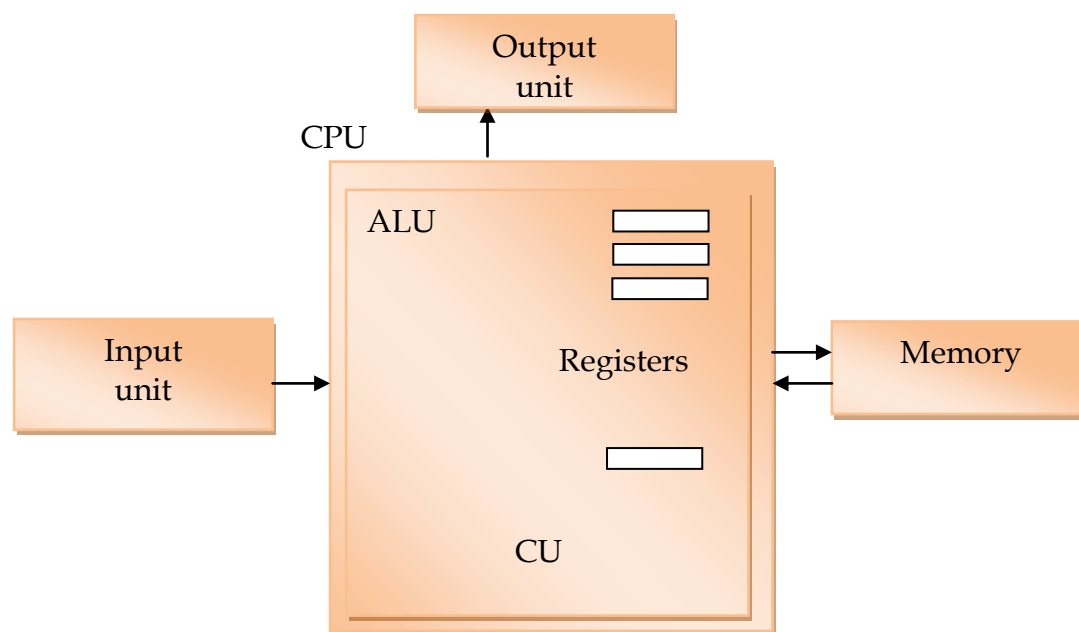 Output
unit
CPU
ALU
Input
unit
Registers
Memory
CU